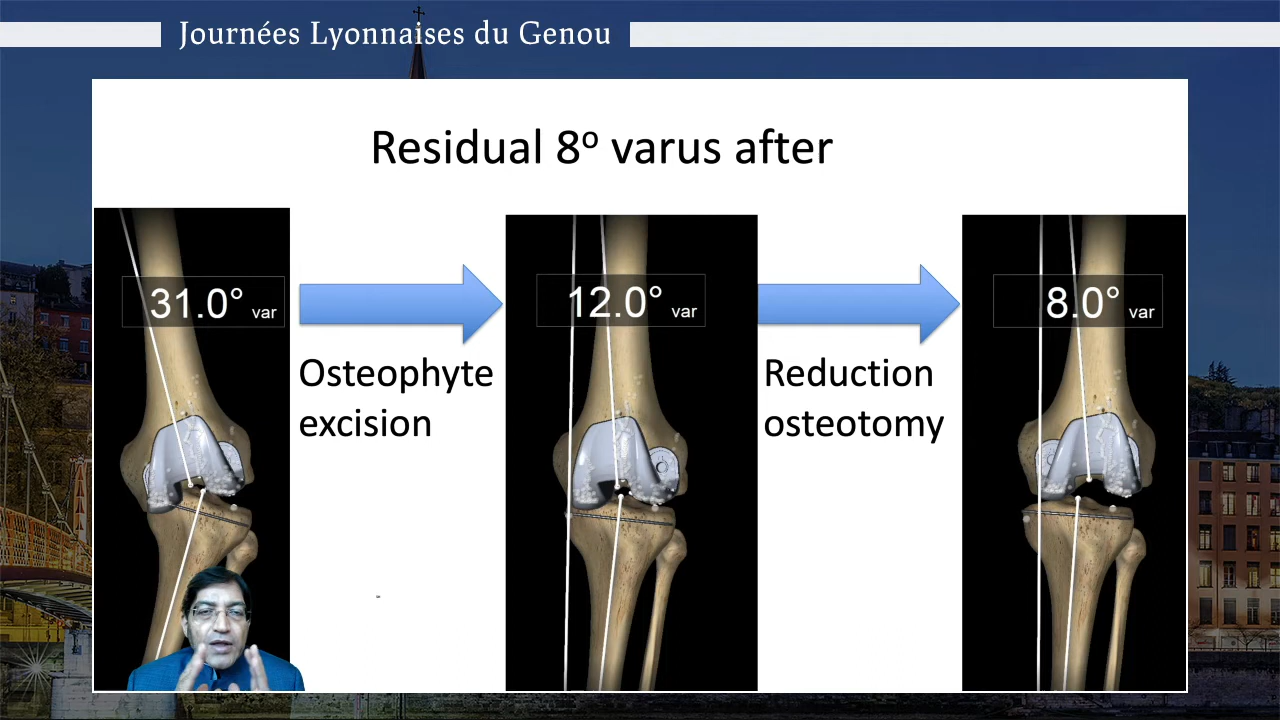 Journées Lyonnaises du Genou
Residual 8º varus after
31.0° var
12.0° var
8.0° var
Osteophyte
excision
Reduction
osteotomy